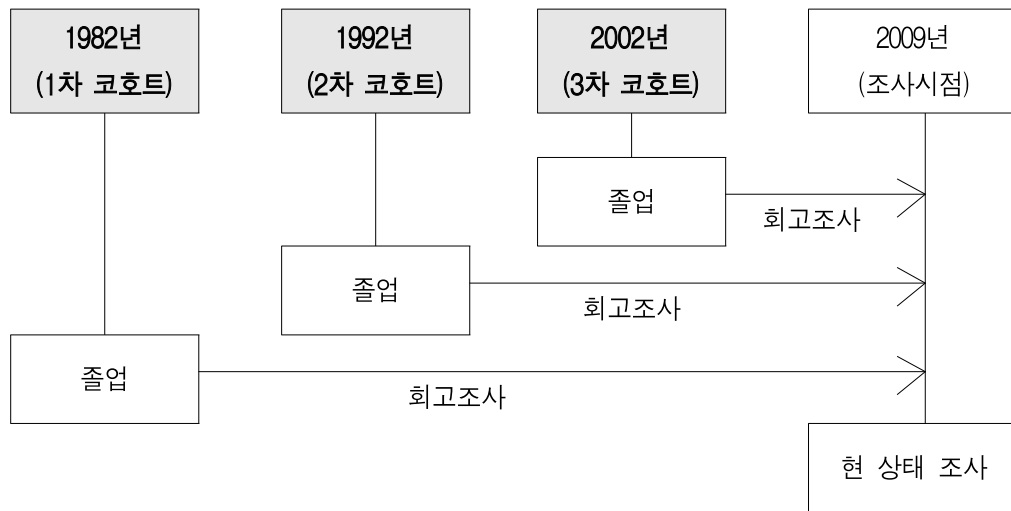 1982년
(1차 코호트)
1992년
(2차 코호트)
2002년
(3차 코호트)
2009년
(조사시점)
졸업
회고조사
졸업
회고조사
졸업
회고조사
현 상태 조사